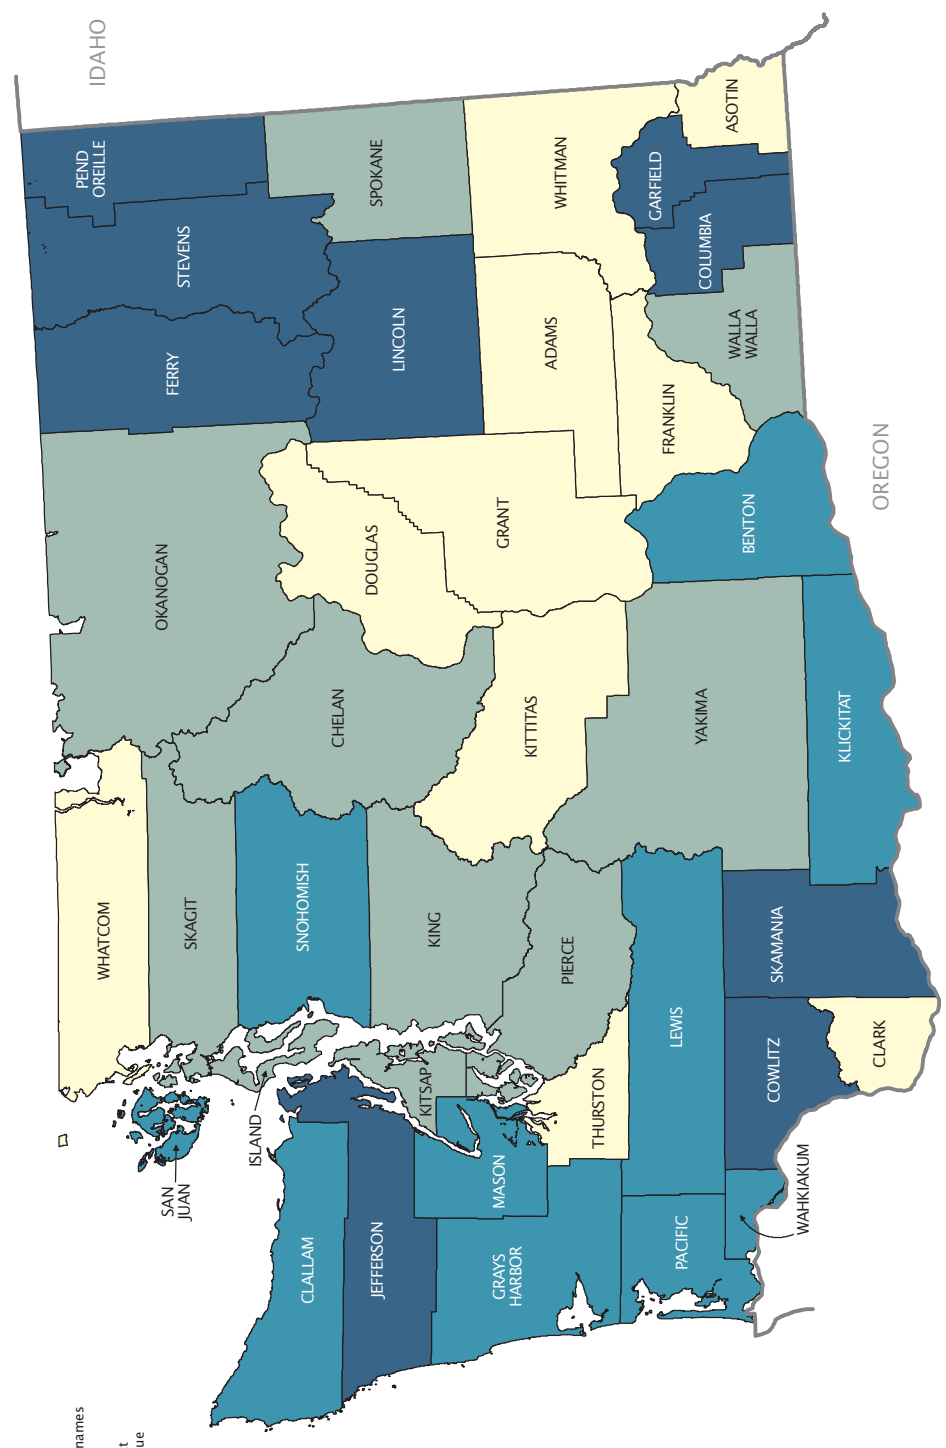 IDAHO
PEND
OREILLE
STEVENS
FERRY
SPOKANE
LINCOLN
WHITMAN
ASOTIN
GARFIELD
COLUMBIA
WALLA
WALLA
ADAMS
FRANKLIN
OREGON
OKANOGAN
DOUGLAS
GRANT
BENTON
CHELAN
KITTITAS
YAKIMA
KLICKITAT
WHATCOM
SKAGIT
SNOHOMISH
KING
PIERCE
LEWIS
SKAMANIA
COWLITZ
CLARK
SAN
JUAN
ISLAND
KITSAP
THURSTON
MASON
CLALLAM
JEFFERSON
GRAYS
HARBOR
PACIFIC
WAHKIAKUM
names
t
ue